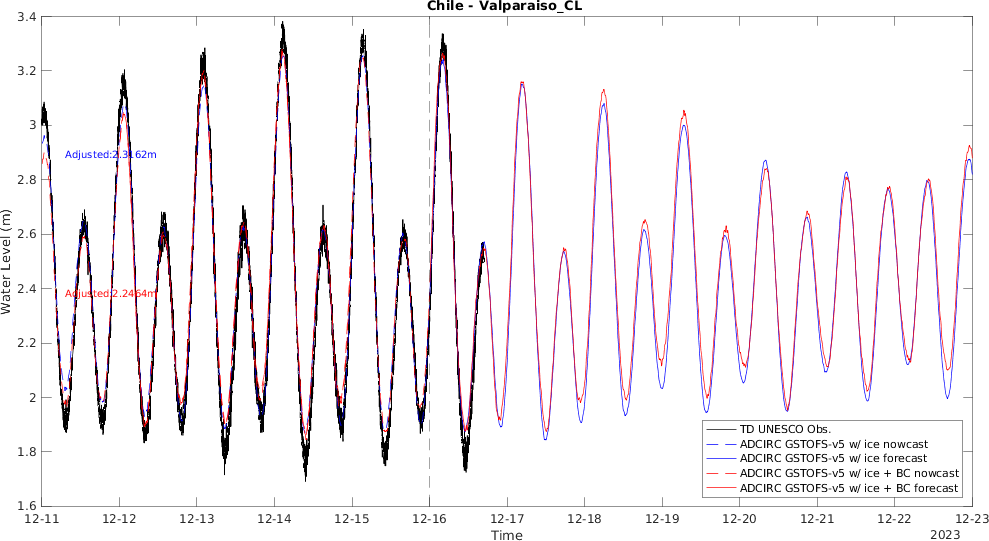 Chile - Valparaiso_CL
Water Level (m)
3.4
3.2
3
2.8
2.6
2.4
2.2
2
1.8
1.6
Adjusted:2.3162m
Adjusted:2.2464m
TD UNESCO Obs.
ADCIRC GSTOFS-v5 w/ ice nowcast
ADCIRC GSTOFS-v5 w/ ice forecast
ADCIRC GSTOFS-v5 w/ ice + BC nowcast
ADCIRC GSTOFS-v5 w/ ice + BC forecast
12-11 12-12 12-13 12-14 12-15 12-16 12-17 12-18 12-19 12-20 12-21 12-22 12-23
Time
2023